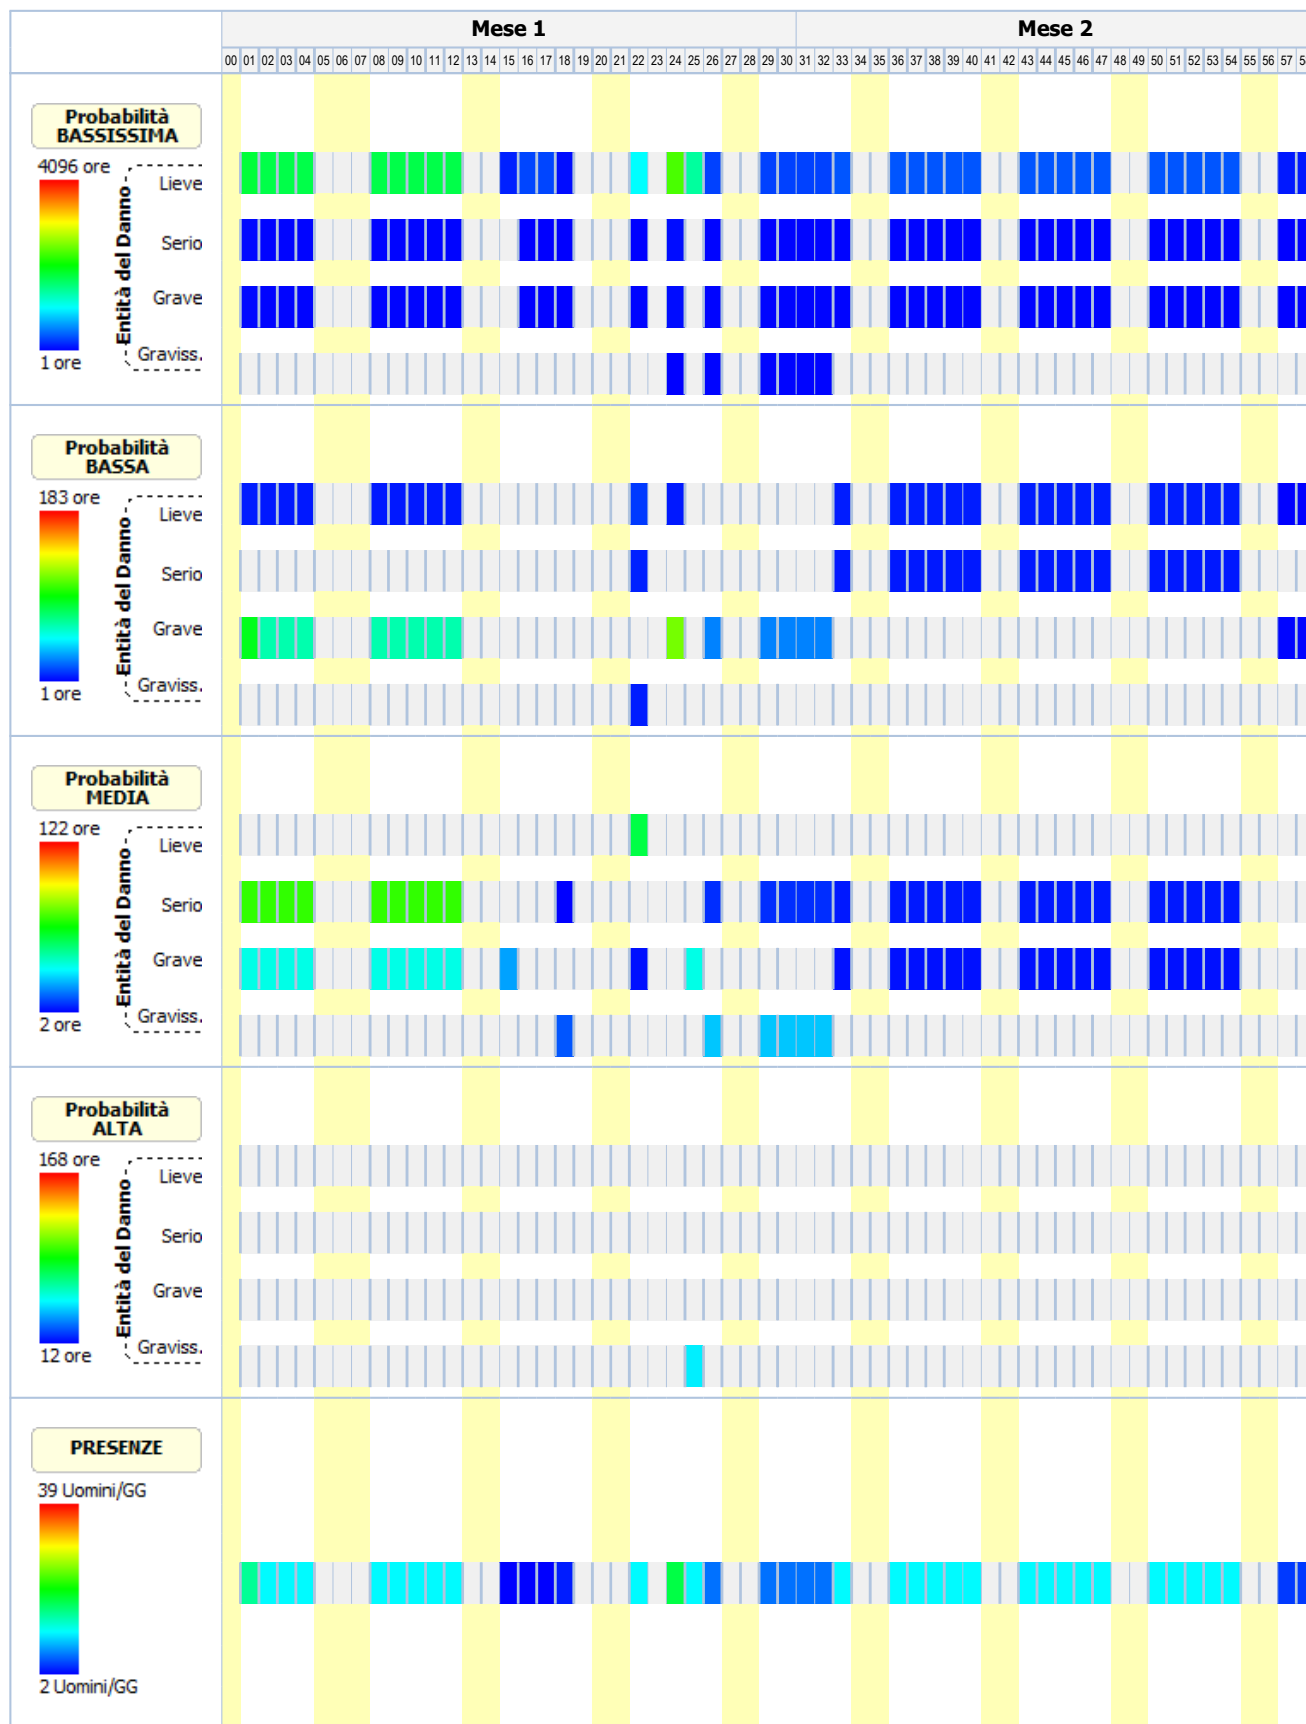 Mese 1 Mese 2
00 01 02 03 04 05 06 07 08 09 10 11 12 13 14 15 16 17 18 19 20 21 22 23 24 25 26 27 28 29 30 31 32 33 34 35 36 37 38 39 40 41 42 43 44 45 46 47 48 49 50 51 52 53 54 55 56 57
Probabilità
BASSISSIMA
4096 ore
Entità del Danno
Lieve
Serio
Grave
Graviss.
1 ore
Probabilità
BASSA
183 ore
Entità del Danno
Lieve
Serio
Grave
Graviss.
1 ore
Probabilità
MEDIA
122 ore
Entità del Danno
Lieve
Serio
Grave
Graviss.
2 ore
Probabilità
ALTA
168 ore
Entità del Danno
Lieve
Serio
Grave
Graviss.
12 ore
PRESENZE
39 Uomini/GG
2 Uomini/GG